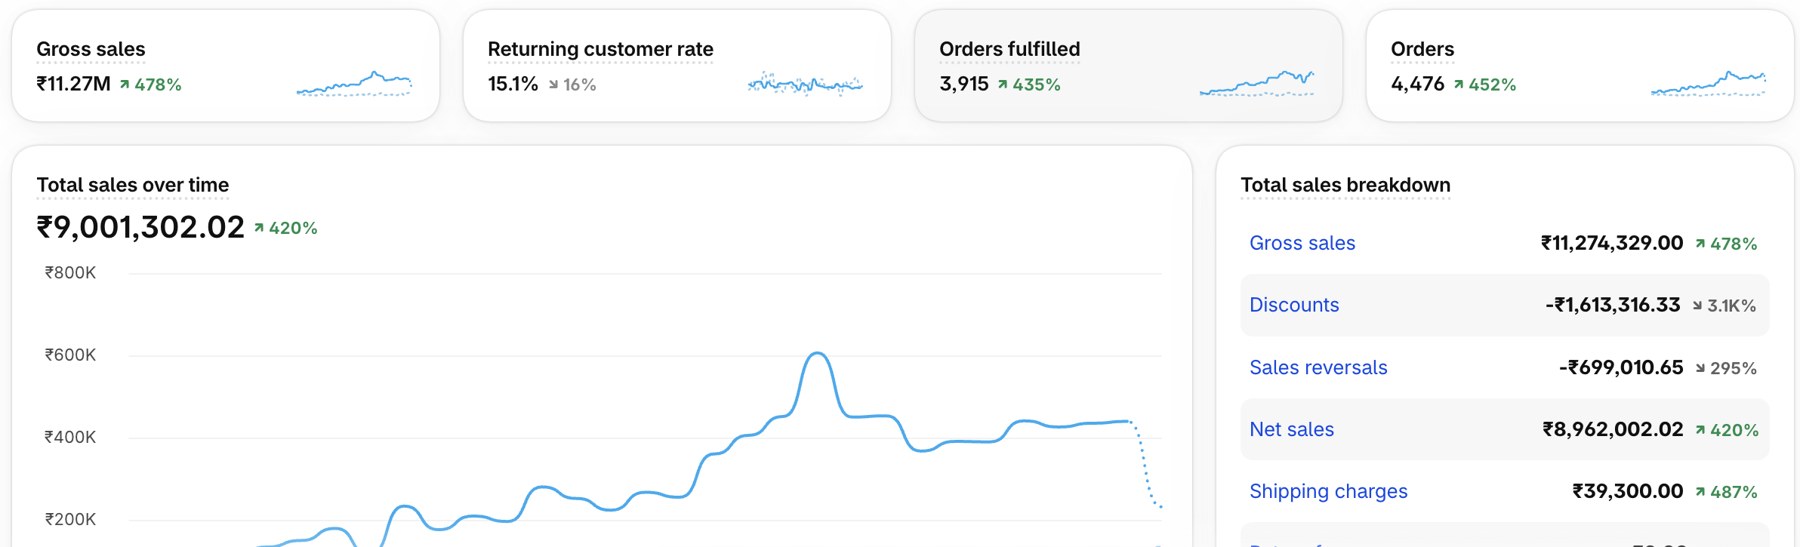 Gross sales
₹11.27M 478%
Returning customer rate
15.1% 16%
Orders fulfilled
3,915 435%
Orders
4,476 452%
Total sales over time
₹9,001,302.02 420%
₹800K
₹600K
₹400K
₹200K
Total sales breakdown
Gross sales ₹11,274,329.00 478%
Discounts -₹1,613,316.33 3.1K%
Sales reversals -₹699,010.65 295%
Net sales ₹8,962,002.02 420%
Shipping charges ₹39,300.00 487%